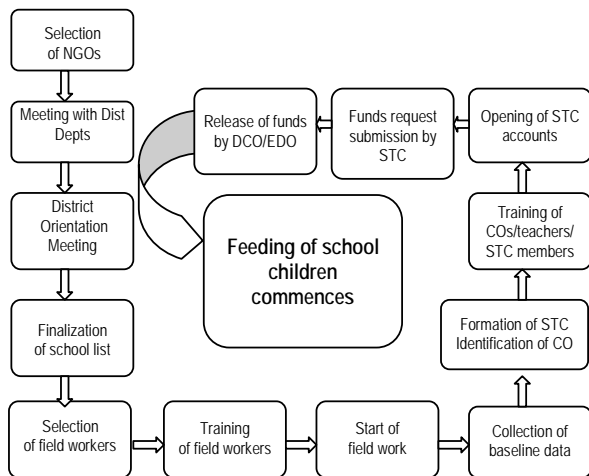 Selection
of NGOs
Meeting with Dist
Depts
District
Orientation
Meeting
Finalization
of school list
Selection
of field workers
Training
of field workers
Start of
field work
Collection of
baseline data
Formation of STC
Identification of CO
Training of
COs/teachers/
STC members
Opening of STC
accounts
Funds request
submission by
STC
Release of funds
by DCO/EDO
Feeding of school
children
commences